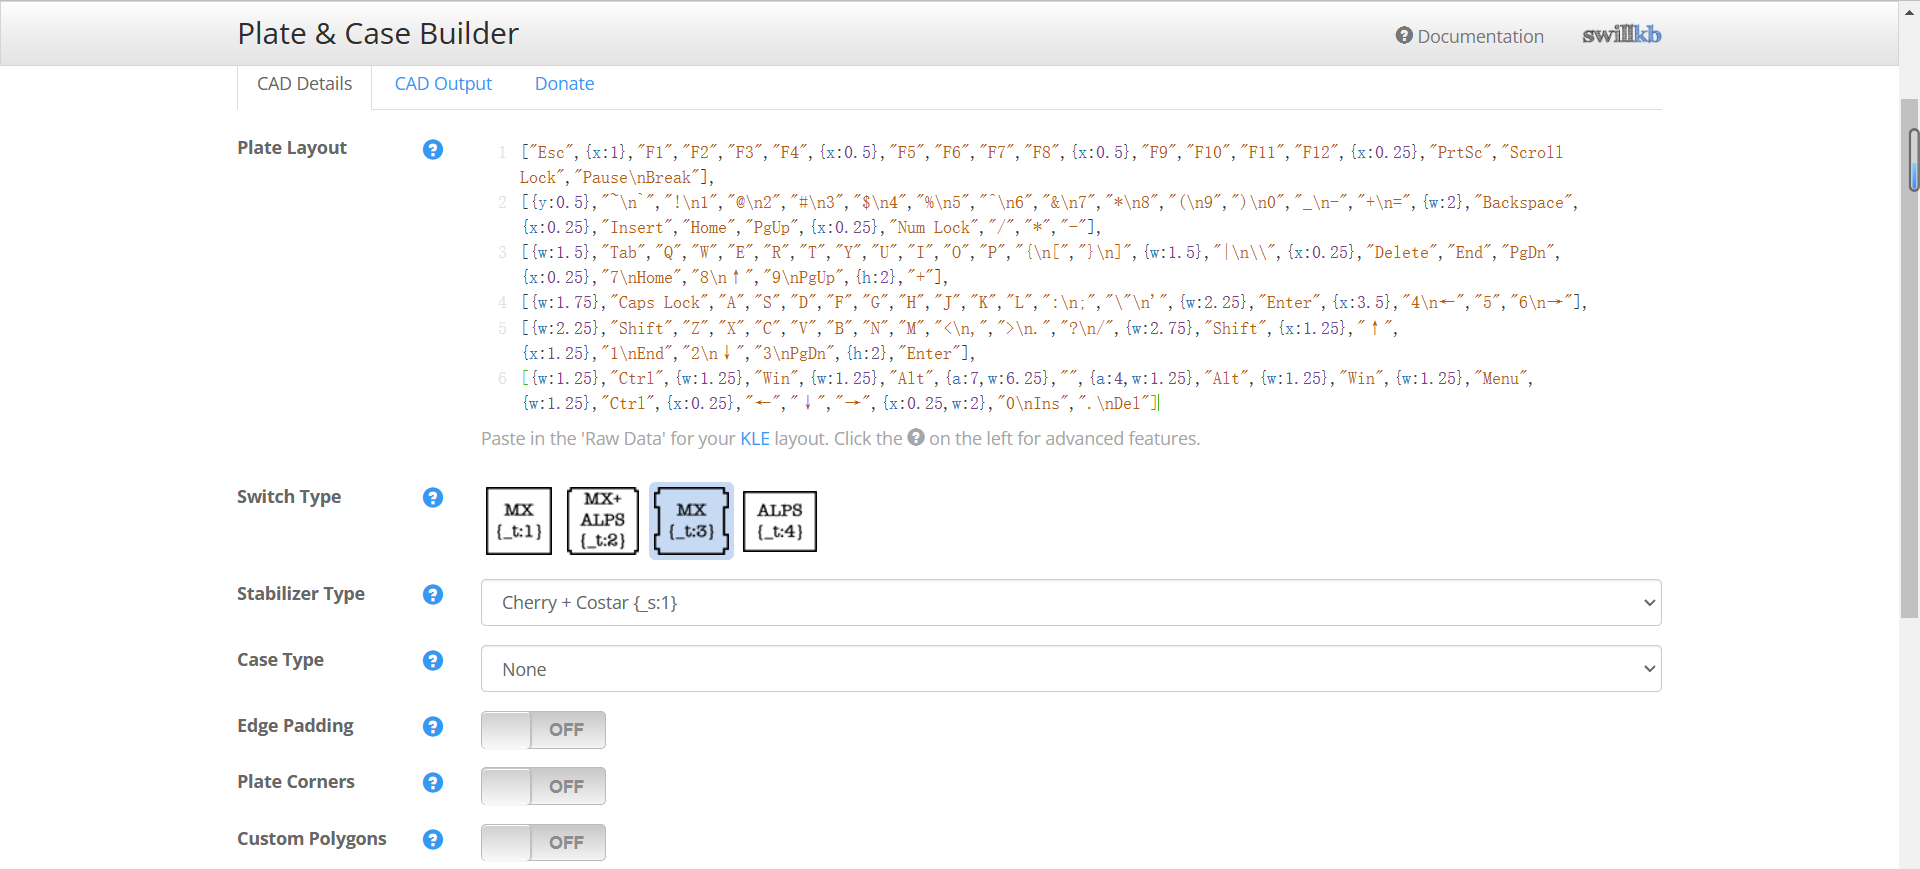 Plate & Case Builder
Documentation
swillkb
CAD Details
CAD Output
Donate
Plate Layout
1 ["Esc",{x:1},"F1","F2","F3","F4",{x:0.5},"F5","F6","F7","F8",{x:0.5},"F9","F10","F11","F12",{x:0.25},"PrtSc","Scroll
Lock","Pause\nBreak"],
2 [{y:0.5},"~\n`","!\n1","@\n2","#\n3","$\n4","%\n5","^\n6","&\n7","*\n8","(\n9",")\n0","_\n-","+\n=",{w:2},"Backspace",
{x:0.25},"Insert","Home","PgUp",{x:0.25},"Num Lock","/","*","-"],
3 [{w:1.5},"Tab","Q","W","E","R","T","Y","U","I","O","P","{\n[","}\n]",{w:1.5},"|\n\\",{x:0.25},"Delete","End","PgDn",
{x:0.25},"7\nHome","8\n↑","9\nPgUp",{h:2},"+"],
4 [{w:1.75},"Caps Lock","A","S","D","F","G","H","J","K","L",":\n;","\"\n'",{w:2.25},"Enter",{x:3.5},"4\n←","5","6\n→"],
5 [{w:2.25},"Shift","Z","X","C","V","B","N","M","<\n,",">\n.","?\n/",{w:2.75},"Shift",{x:1.25},"↑",
{x:1.25},"1\nEnd","2\n↓","3\nPgDn",{h:2},"Enter"],
6 [{w:1.25},"Ctrl",{w:1.25},"Win",{w:1.25},"Alt",{a:7,w:6.25},"",{a:4,w:1.25},"Alt",{w:1.25},"Win",{w:1.25},"Menu",
{w:1.25},"Ctrl",{x:0.25},"←","↓","→",{x:0.25,w:2},"0\nIns",".\nDel"]
Paste in the 'Raw Data' for your KLE layout. Click the ? on the left for advanced features.
Switch Type
MX
{_t:1}
MX+
ALPS
{_t:2}
MX
{_t:3}
ALPS
{_t:4}
Stabilizer Type
Cherry + Costar {_s:1}
Case Type
None
Edge Padding
OFF
Plate Corners
OFF
Custom Polygons
OFF